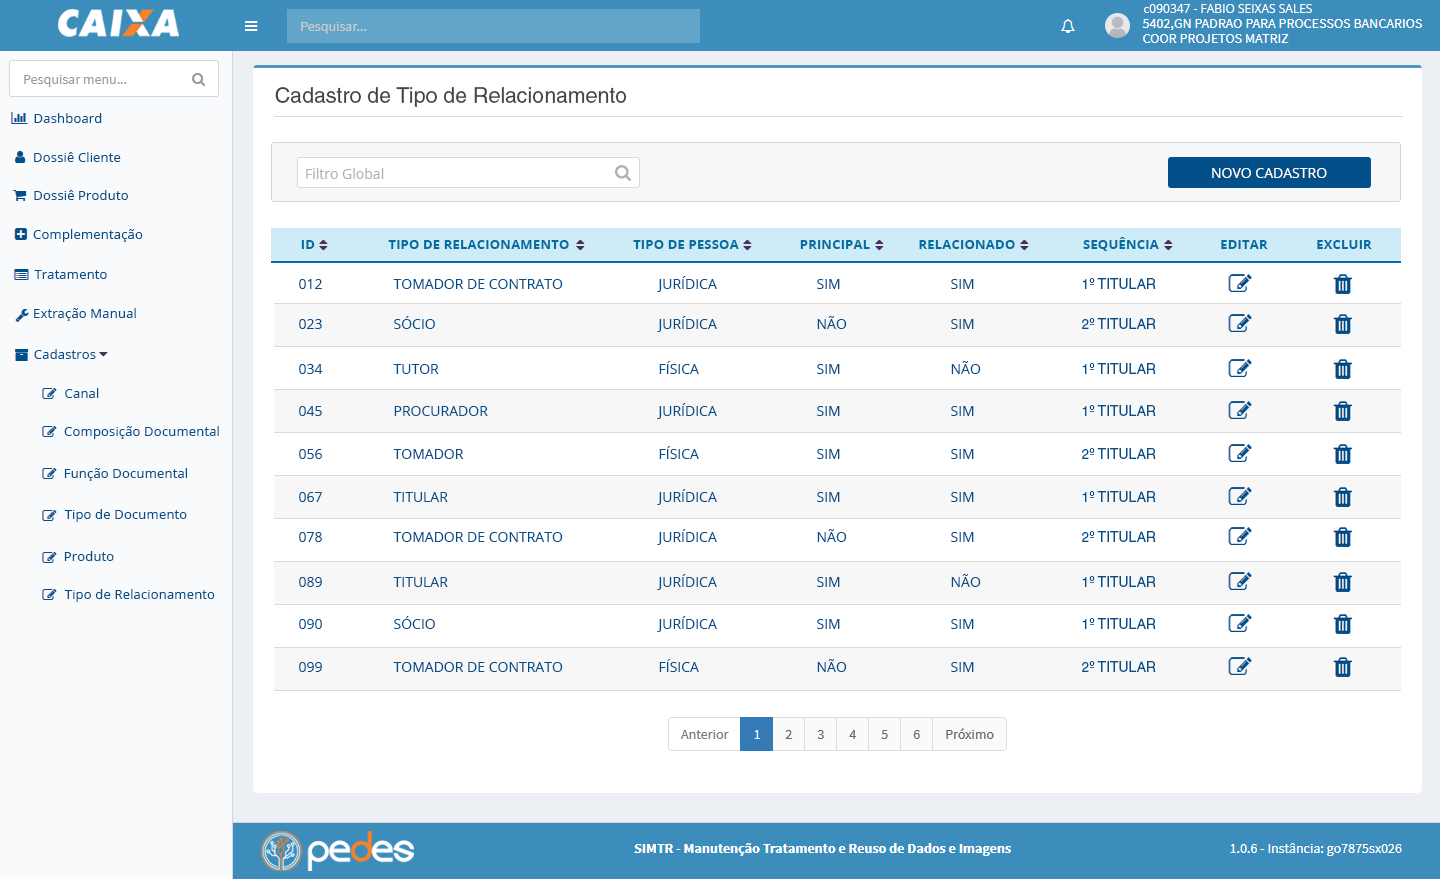 CAIXA
Pesquisar...
c090347 - FABIO SEIXAS SALES
5402,GN PADRAO PARA PROCESSOS BANCARIOS
COOR PROJETOS MATRIZ
Pesquisar menu...
Dashboard
Dossiê Cliente
Dossiê Produto
Complementação
Tratamento
Extração Manual
Cadastros
Canal
Composição Documental
Função Documental
Tipo de Documento
Produto
Tipo de Relacionamento
Cadastro de Tipo de Relacionamento
Filtro Global
NOVO CADASTRO
ID TIPO DE RELACIONAMENTO TIPO DE PESSOA PRINCIPAL RELACIONADO SEQUÊNCIA EDITAR EXCLUIR
012 TOMADOR DE CONTRATO JURÍDICA SIM SIM 1º TITULAR
023 SÓCIO JURÍDICA NÃO SIM 2º TITULAR
034 TUTOR FÍSICA SIM NÃO 1º TITULAR
045 PROCURADOR JURÍDICA SIM SIM 1º TITULAR
056 TOMADOR FÍSICA SIM SIM 2º TITULAR
067 TITULAR JURÍDICA SIM SIM 1º TITULAR
078 TOMADOR DE CONTRATO JURÍDICA NÃO SIM 2º TITULAR
089 TITULAR JURÍDICA SIM NÃO 1º TITULAR
090 SÓCIO JURÍDICA SIM SIM 1º TITULAR
099 TOMADOR DE CONTRATO FÍSICA NÃO SIM 2º TITULAR
Anterior 1 2 3 4 5 6 Próximo
pedes
SIMTR - Manutenção Tratamento e Reuso de Dados e Imagens
1.0.6 - Instância: go7875sx026